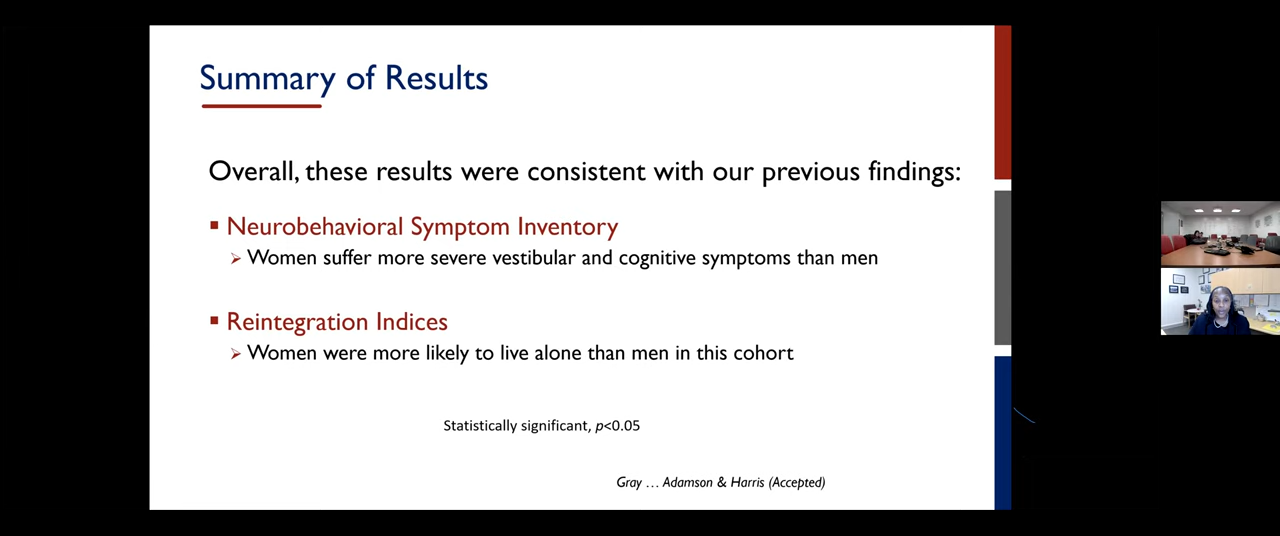 Summary of Results
Overall, these results were consistent with our previous findings:
▪ Neurobehavioral Symptom Inventory
➢ Women suffer more severe vestibular and cognitive symptoms than men
▪ Reintegration Indices
➢ Women were more likely to live alone than men in this cohort
Statistically significant, p<0.05
Gray … Adamson & Harris (Accepted)